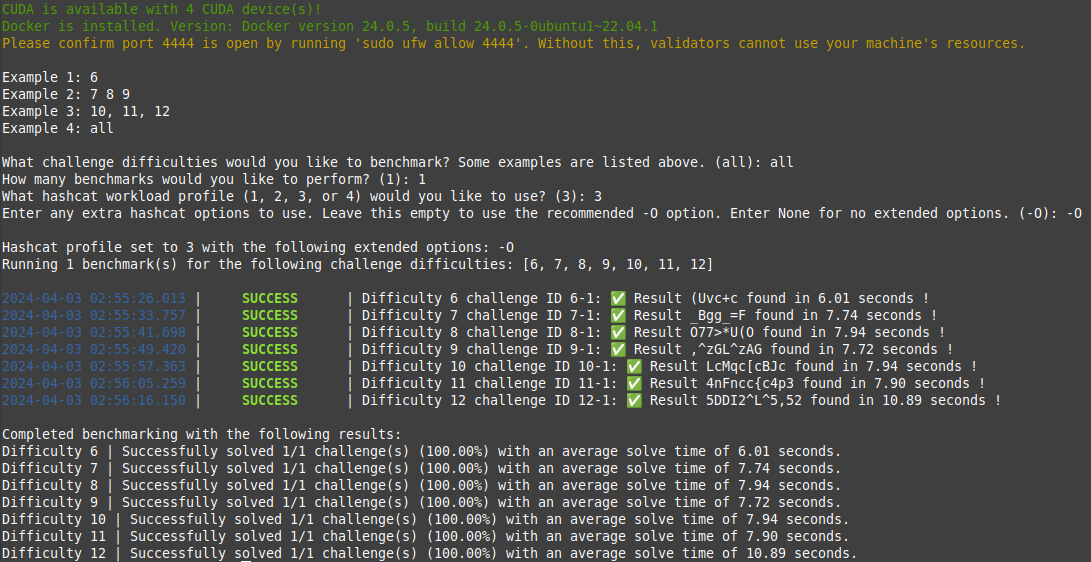 CUDA is available with 4 CUDA device(s)!
Docker is installed. Version: Docker version 24.0.5, build 24.0.5-0ubuntu1~22.04.1
Please confirm port 4444 is open by running 'sudo ufw allow 4444'. Without this, validators cannot use your machine's resources.
Example 1: 6
Example 2: 7 8 9
Example 3: 10, 11, 12
Example 4: all
What challenge difficulties would you like to benchmark? Some examples are listed above. (all): all
How many benchmarks would you like to perform? (1): 1
What hashcat workload profile (1, 2, 3, or 4) would you like to use? (3): 3
Enter any extra hashcat options to use. Leave this empty to use the recommended -O option. Enter None for no extended options. (-O): -O
Hashcat profile set to 3 with the following extended options: -O
Running 1 benchmark(s) for the following challenge difficulties: [6, 7, 8, 9, 10, 11, 12]
2024-04-03 02:55:26.013 | SUCCESS | Difficulty 6 challenge ID 6-1: ✅ Result (Uvc+c found in 6.01 seconds !
2024-04-03 02:55:33.757 | SUCCESS | Difficulty 7 challenge ID 7-1: ✅ Result _Bgg_=F found in 7.74 seconds !
2024-04-03 02:55:41.698 | SUCCESS | Difficulty 8 challenge ID 8-1: ✅ Result O77>*U(O found in 7.94 seconds !
2024-04-03 02:55:49.420 | SUCCESS | Difficulty 9 challenge ID 9-1: ✅ Result ,^zGL^zAG found in 7.72 seconds !
2024-04-03 02:55:57.363 | SUCCESS | Difficulty 10 challenge ID 10-1: ✅ Result LcMqc[cBJc found in 7.94 seconds !
2024-04-03 02:56:05.259 | SUCCESS | Difficulty 11 challenge ID 11-1: ✅ Result 4nFncc{c4p3 found in 7.90 seconds !
2024-04-03 02:56:16.150 | SUCCESS | Difficulty 12 challenge ID 12-1: ✅ Result 5DDI2^L^5,52 found in 10.89 seconds !
Completed benchmarking with the following results:
Difficulty 6 | Successfully solved 1/1 challenge(s) (100.00%) with an average solve time of 6.01 seconds.
Difficulty 7 | Successfully solved 1/1 challenge(s) (100.00%) with an average solve time of 7.74 seconds.
Difficulty 8 | Successfully solved 1/1 challenge(s) (100.00%) with an average solve time of 7.94 seconds.
Difficulty 9 | Successfully solved 1/1 challenge(s) (100.00%) with an average solve time of 7.72 seconds.
Difficulty 10 | Successfully solved 1/1 challenge(s) (100.00%) with an average solve time of 7.94 seconds.
Difficulty 11 | Successfully solved 1/1 challenge(s) (100.00%) with an average solve time of 7.90 seconds.
Difficulty 12 | Successfully solved 1/1 challenge(s) (100.00%) with an average solve time of 10.89 seconds.